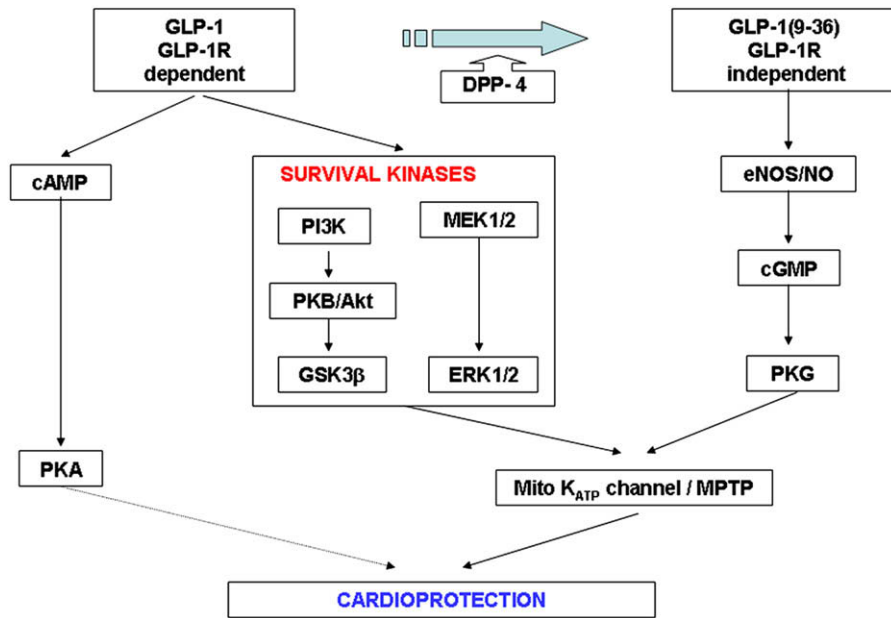 GLP-1
GLP-1R
dependent
DPP- 4
GLP-1(9-36)
GLP-1R
independent
cAMP
SURVIVAL KINASES
eNOS/NO
PI3K
MEK1/2
cGMP
PKB/Akt
GSK3β
ERK1/2
PKG
PKA
Mito K_ATP channel / MPTP
CARDIOPROTECTION